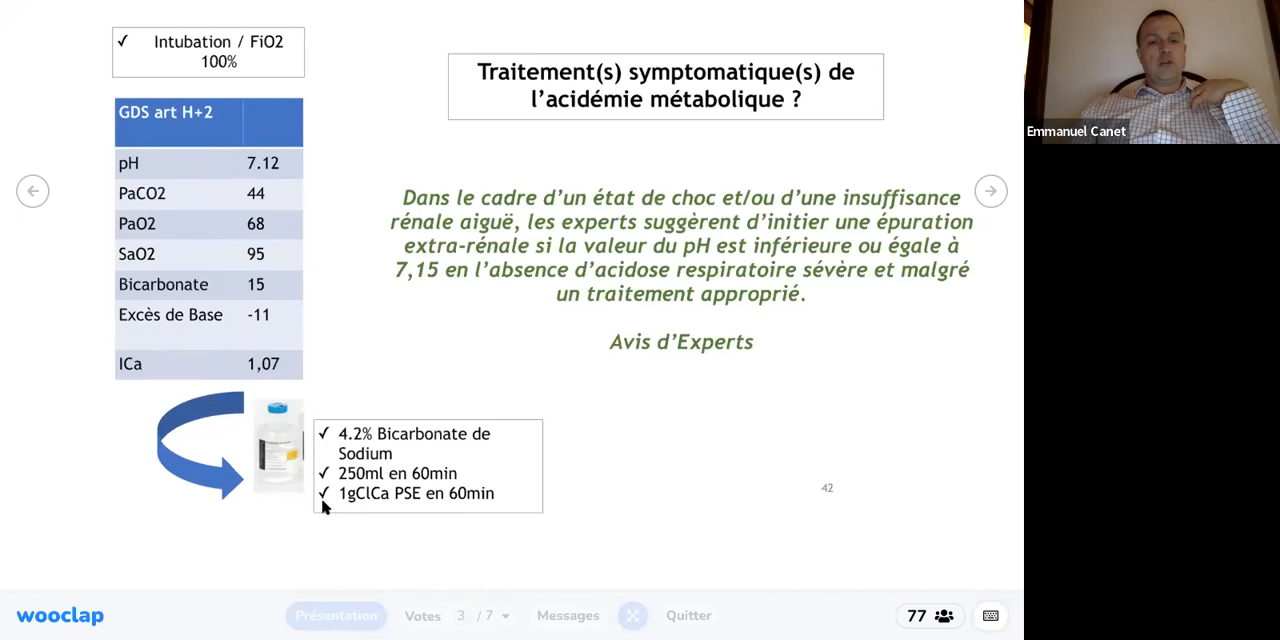 ✓ Intubation / FiO2
100%
Traitement(s) symptomatique(s) de
l’acidémie métabolique ?
Emmanuel Canet
GDS art H+2
pH 7.12
PaCO2 44
PaO2 68
SaO2 95
Bicarbonate 15
Excès de Base -11
ICa 1,07
Dans le cadre d’un état de choc et/ou d’une insuffisance
rénale aiguë, les experts suggèrent d’initier une épuration
extra-rénale si la valeur du pH est inférieure ou égale à
7,15 en l’absence d’acidose respiratoire sévère et malgré
un traitement approprié.
Avis d’Experts
✓ 4.2% Bicarbonate de
Sodium
✓ 250ml en 60min
✓ 1gClCa PSE en 60min
42
wooclap
Présentation Votes 3 / 7 Messages Quitter
77